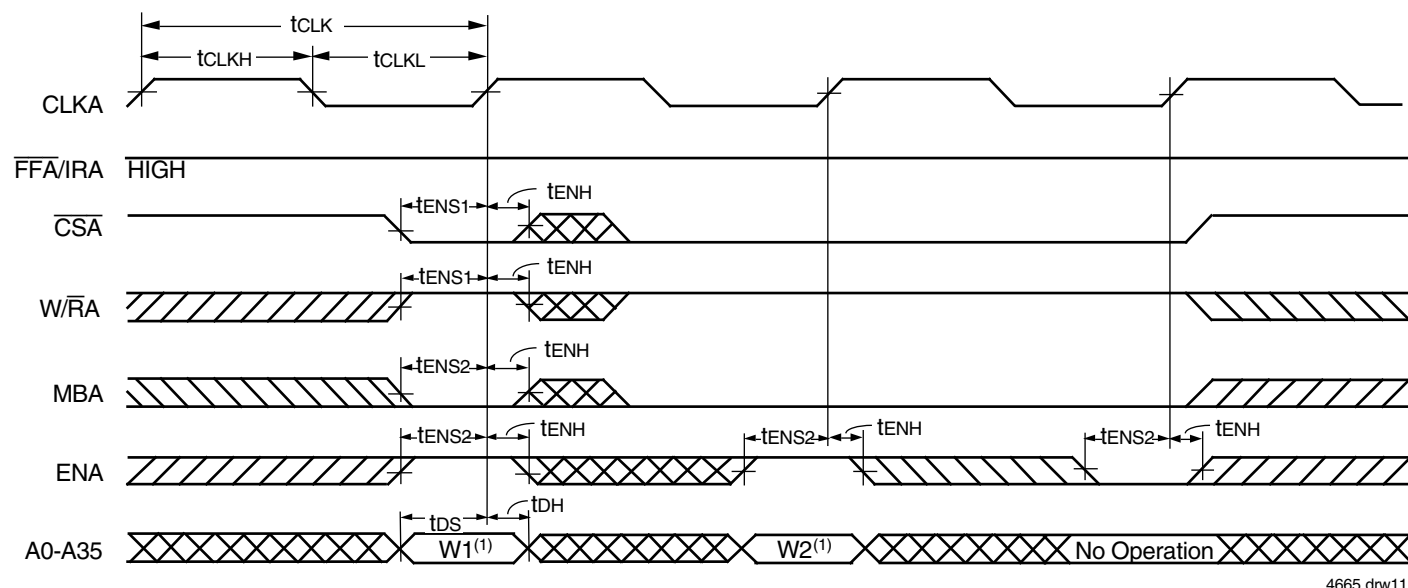 tCLK
tCLKH tCLKL
CLKA
FFA/IRA HIGH
tENS1 tENH
CSA
tENS1 tENH
W/RA
tENS2 tENH
MBA
tENS2 tENH tENS2 tENH tENS2 tENH
ENA
tDS tDH
A0-A35 W1(1) W2(1) No Operation
4665 drw11